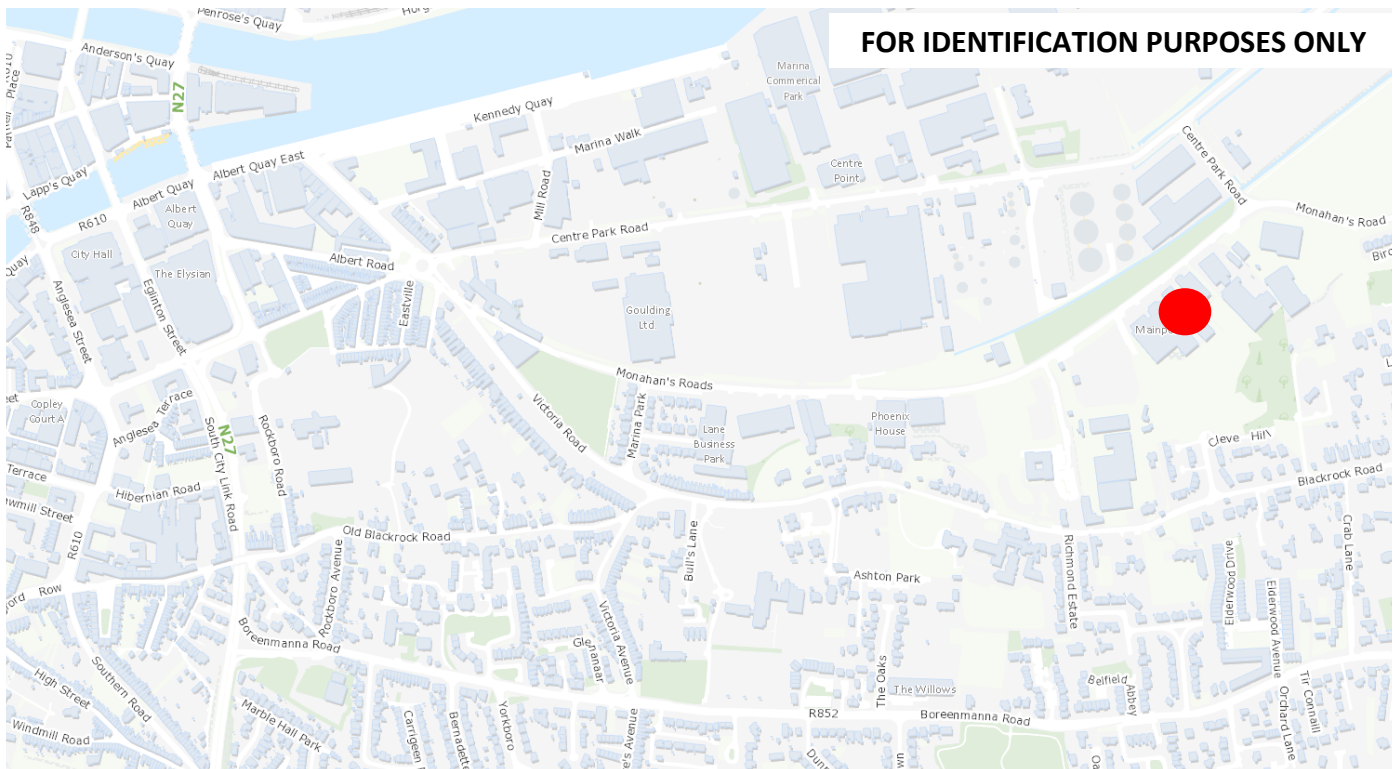 Penrose's Quay
FOR IDENTIFICATION PURPOSES ONLY
Anderson's Quay
N27
Marina
Commerical
Park
Kennedy Quay
Marina Walk
Centre Park Road
Albert Quay East
Lapp's Quay
Albert Quay
Centre
Point
Mill Road
R848
R610
Albert
Quay
Monahan's Road
Centre Park Road
City Hall
The Elysian
Albert Road
Quay
Anglesea Street
Eglinton Street
Eastville
Goulding
Ltd
Monahan's Roads
Copley
Court A
Anglesea Terrace
N27
South City Link Road
Rockboro Road
Victoria Road
Marina Park
Lane
Business
Park
Phoenix
House
Cleve Hill
Blackrock Road
Terrace
Hibernian Road
R610
Old Blackrock Road
Bull's Lane
Crab Lane
Row
Rockboro Avenue
Ashton Park
Richmond Estate
Elderwood Drive
Elderwood Avenue
Boreenmanna Road
Victoria Avenue
Glenanaar
The Oaks
The Willows
Belfield
Abbey
Tir Connaill
Orchard Lane
Southern Road
High Street
Windmill Road
Marble Hall Park
Yorkboro
R852
Boreenmanna Road